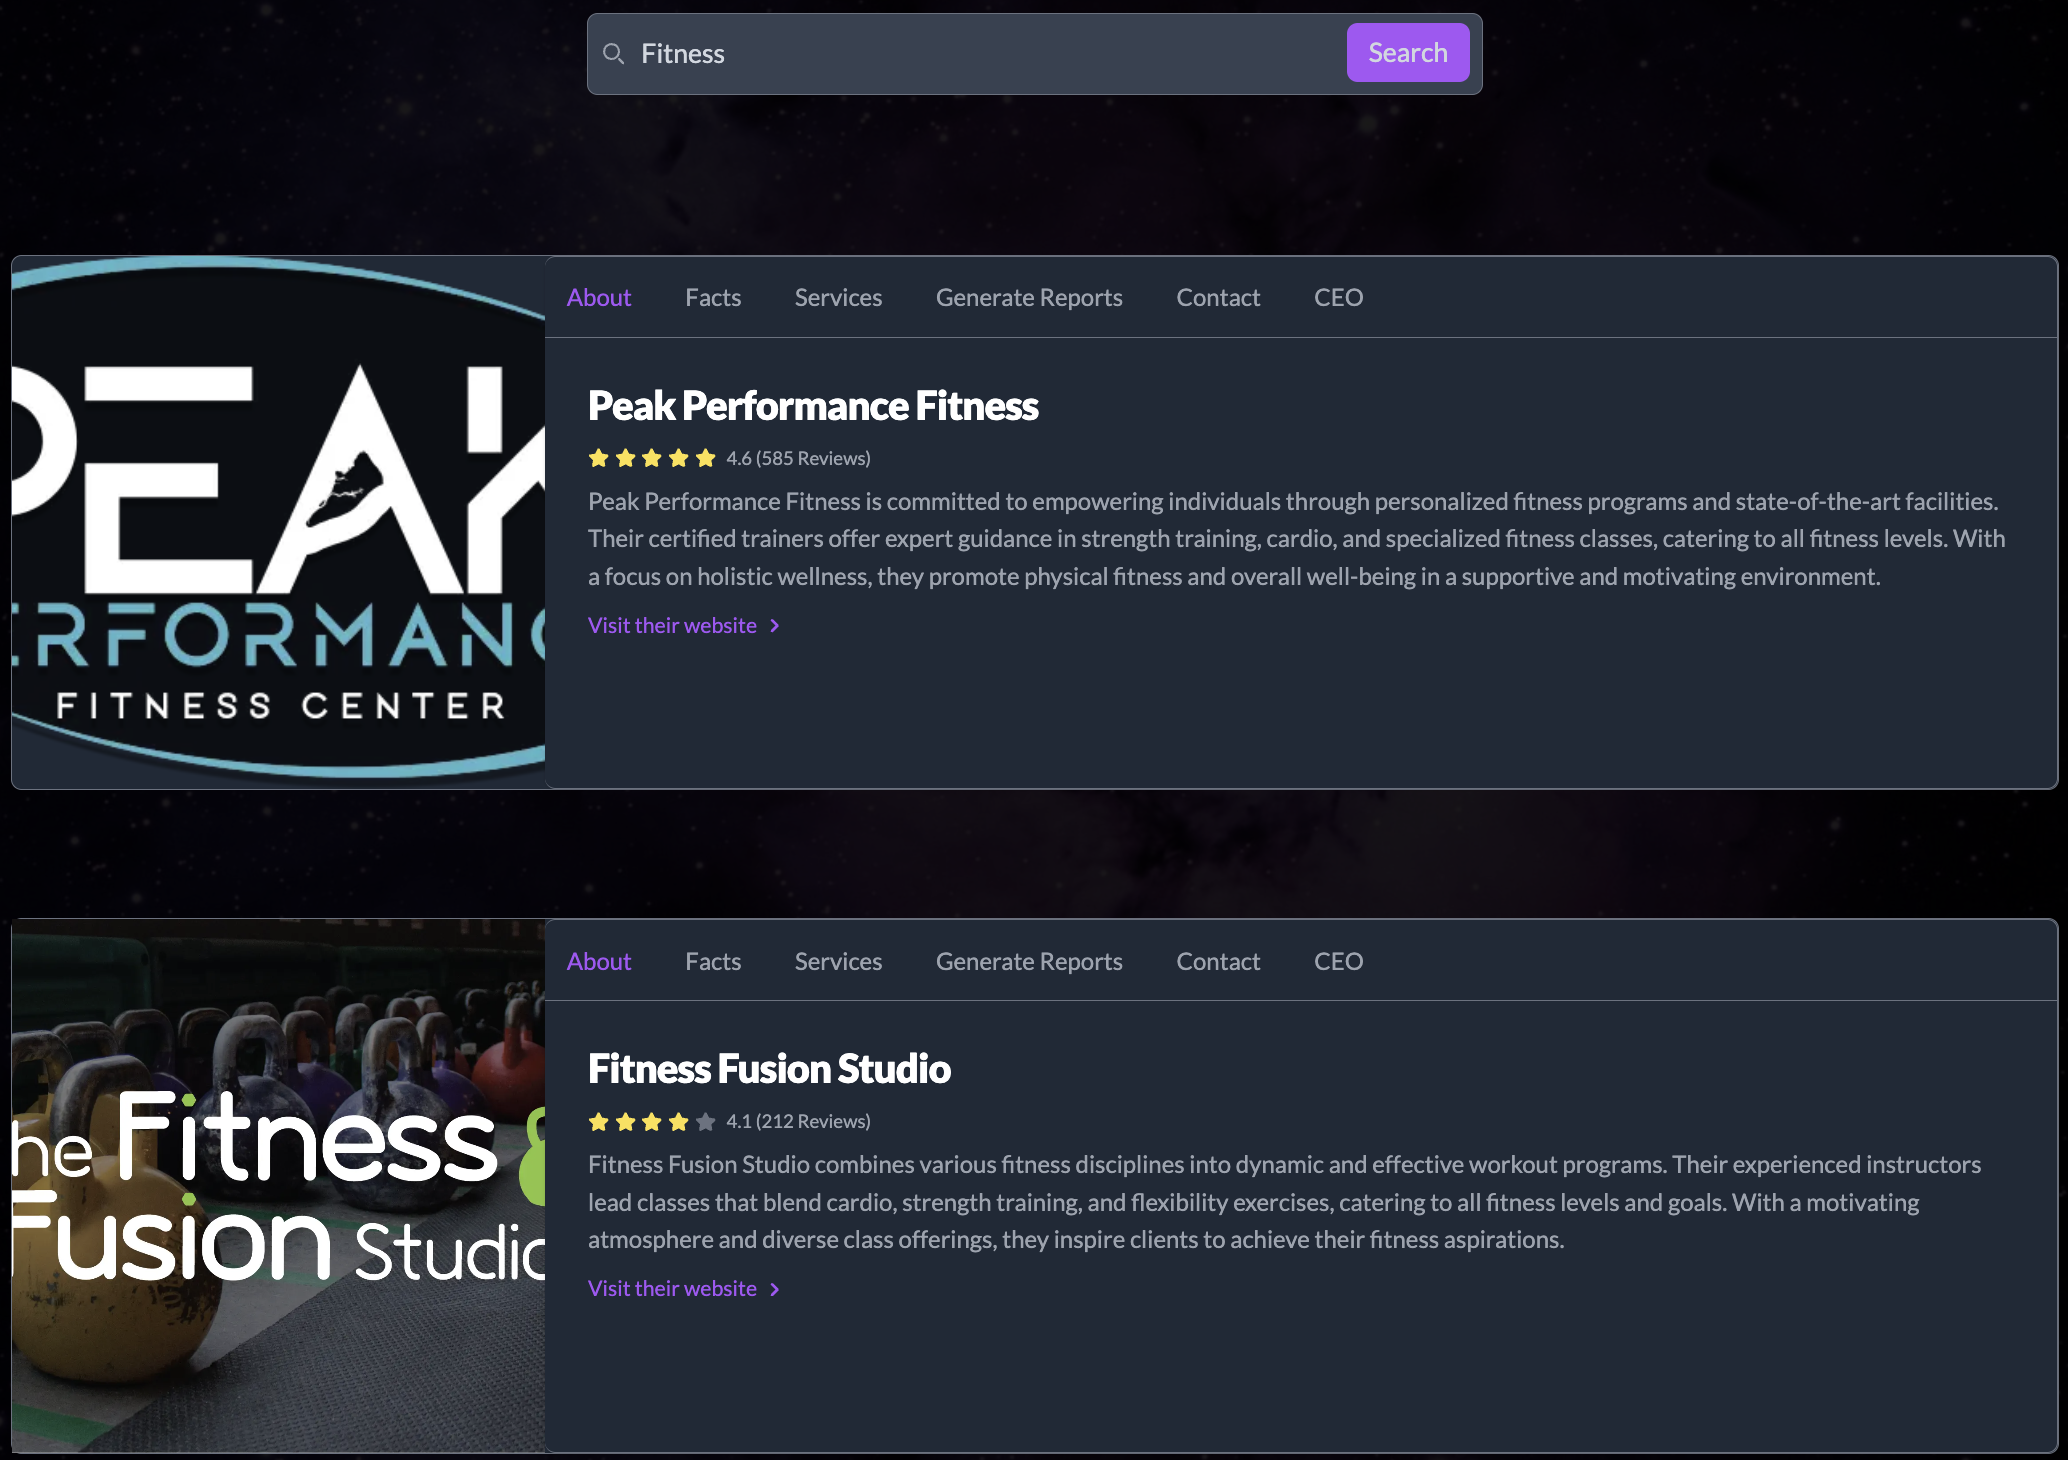 Fitness
Search
PEAK
ERFORMANC
FITNESS CENTER
About Facts Services Generate Reports Contact CEO
Peak Performance Fitness
4.6 (585 Reviews)
Peak Performance Fitness is committed to empowering individuals through personalized fitness programs and state-of-the-art facilities.
Their certified trainers offer expert guidance in strength training, cardio, and specialized fitness classes, catering to all fitness levels. With
a focus on holistic wellness, they promote physical fitness and overall well-being in a supportive and motivating environment.
Visit their website
he Fitness &
Fusion Studio
About Facts Services Generate Reports Contact CEO
Fitness Fusion Studio
4.1 (212 Reviews)
Fitness Fusion Studio combines various fitness disciplines into dynamic and effective workout programs. Their experienced instructors
lead classes that blend cardio, strength training, and flexibility exercises, catering to all fitness levels and goals. With a motivating
atmosphere and diverse class offerings, they inspire clients to achieve their fitness aspirations.
Visit their website